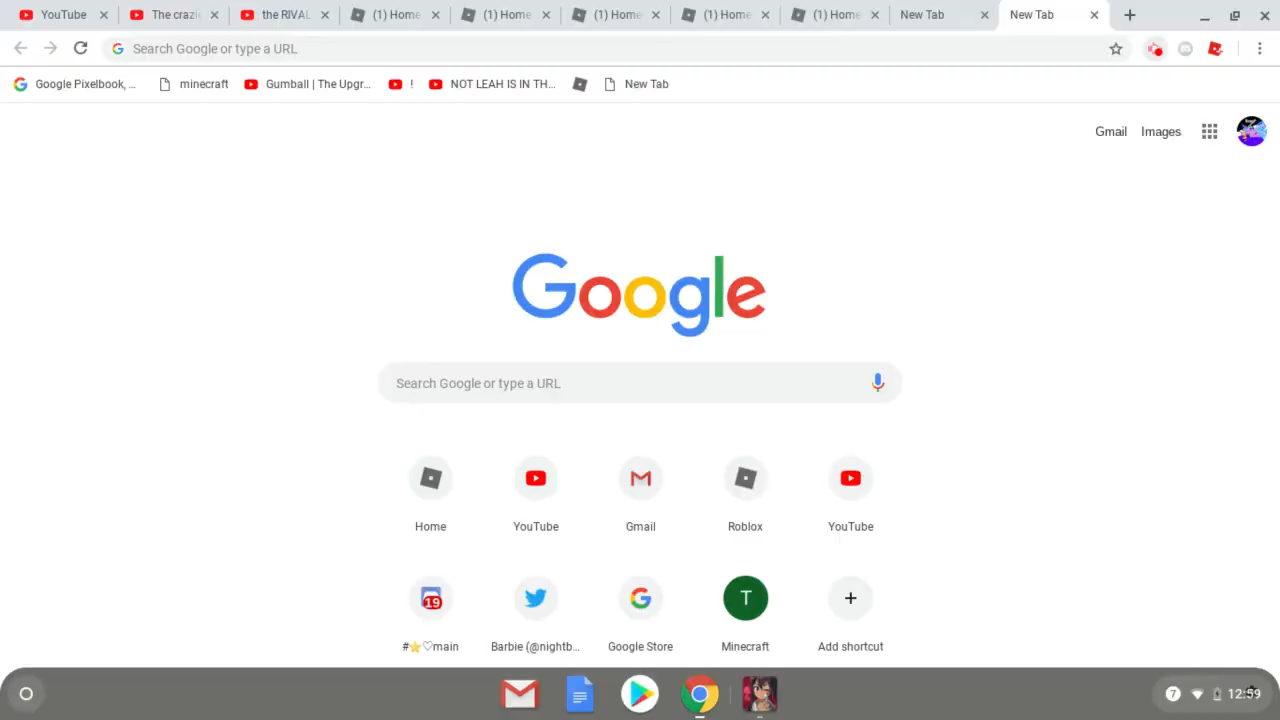 YouTube The crazie the RIVAL (1) Home (1) Home (1) Home (1) Home (1) Home New Tab New Tab
Search Google or type a URL
Google Pixelbook, ... minecraft Gumball | The Upgr... ! NOT LEAH IS IN TH... New Tab
Gmail Images
Google
Search Google or type a URL
Home YouTube Gmail Roblox YouTube
19 T
#⭐♡main Barbie (@nightb... Google Store Minecraft Add shortcut
7 12:59